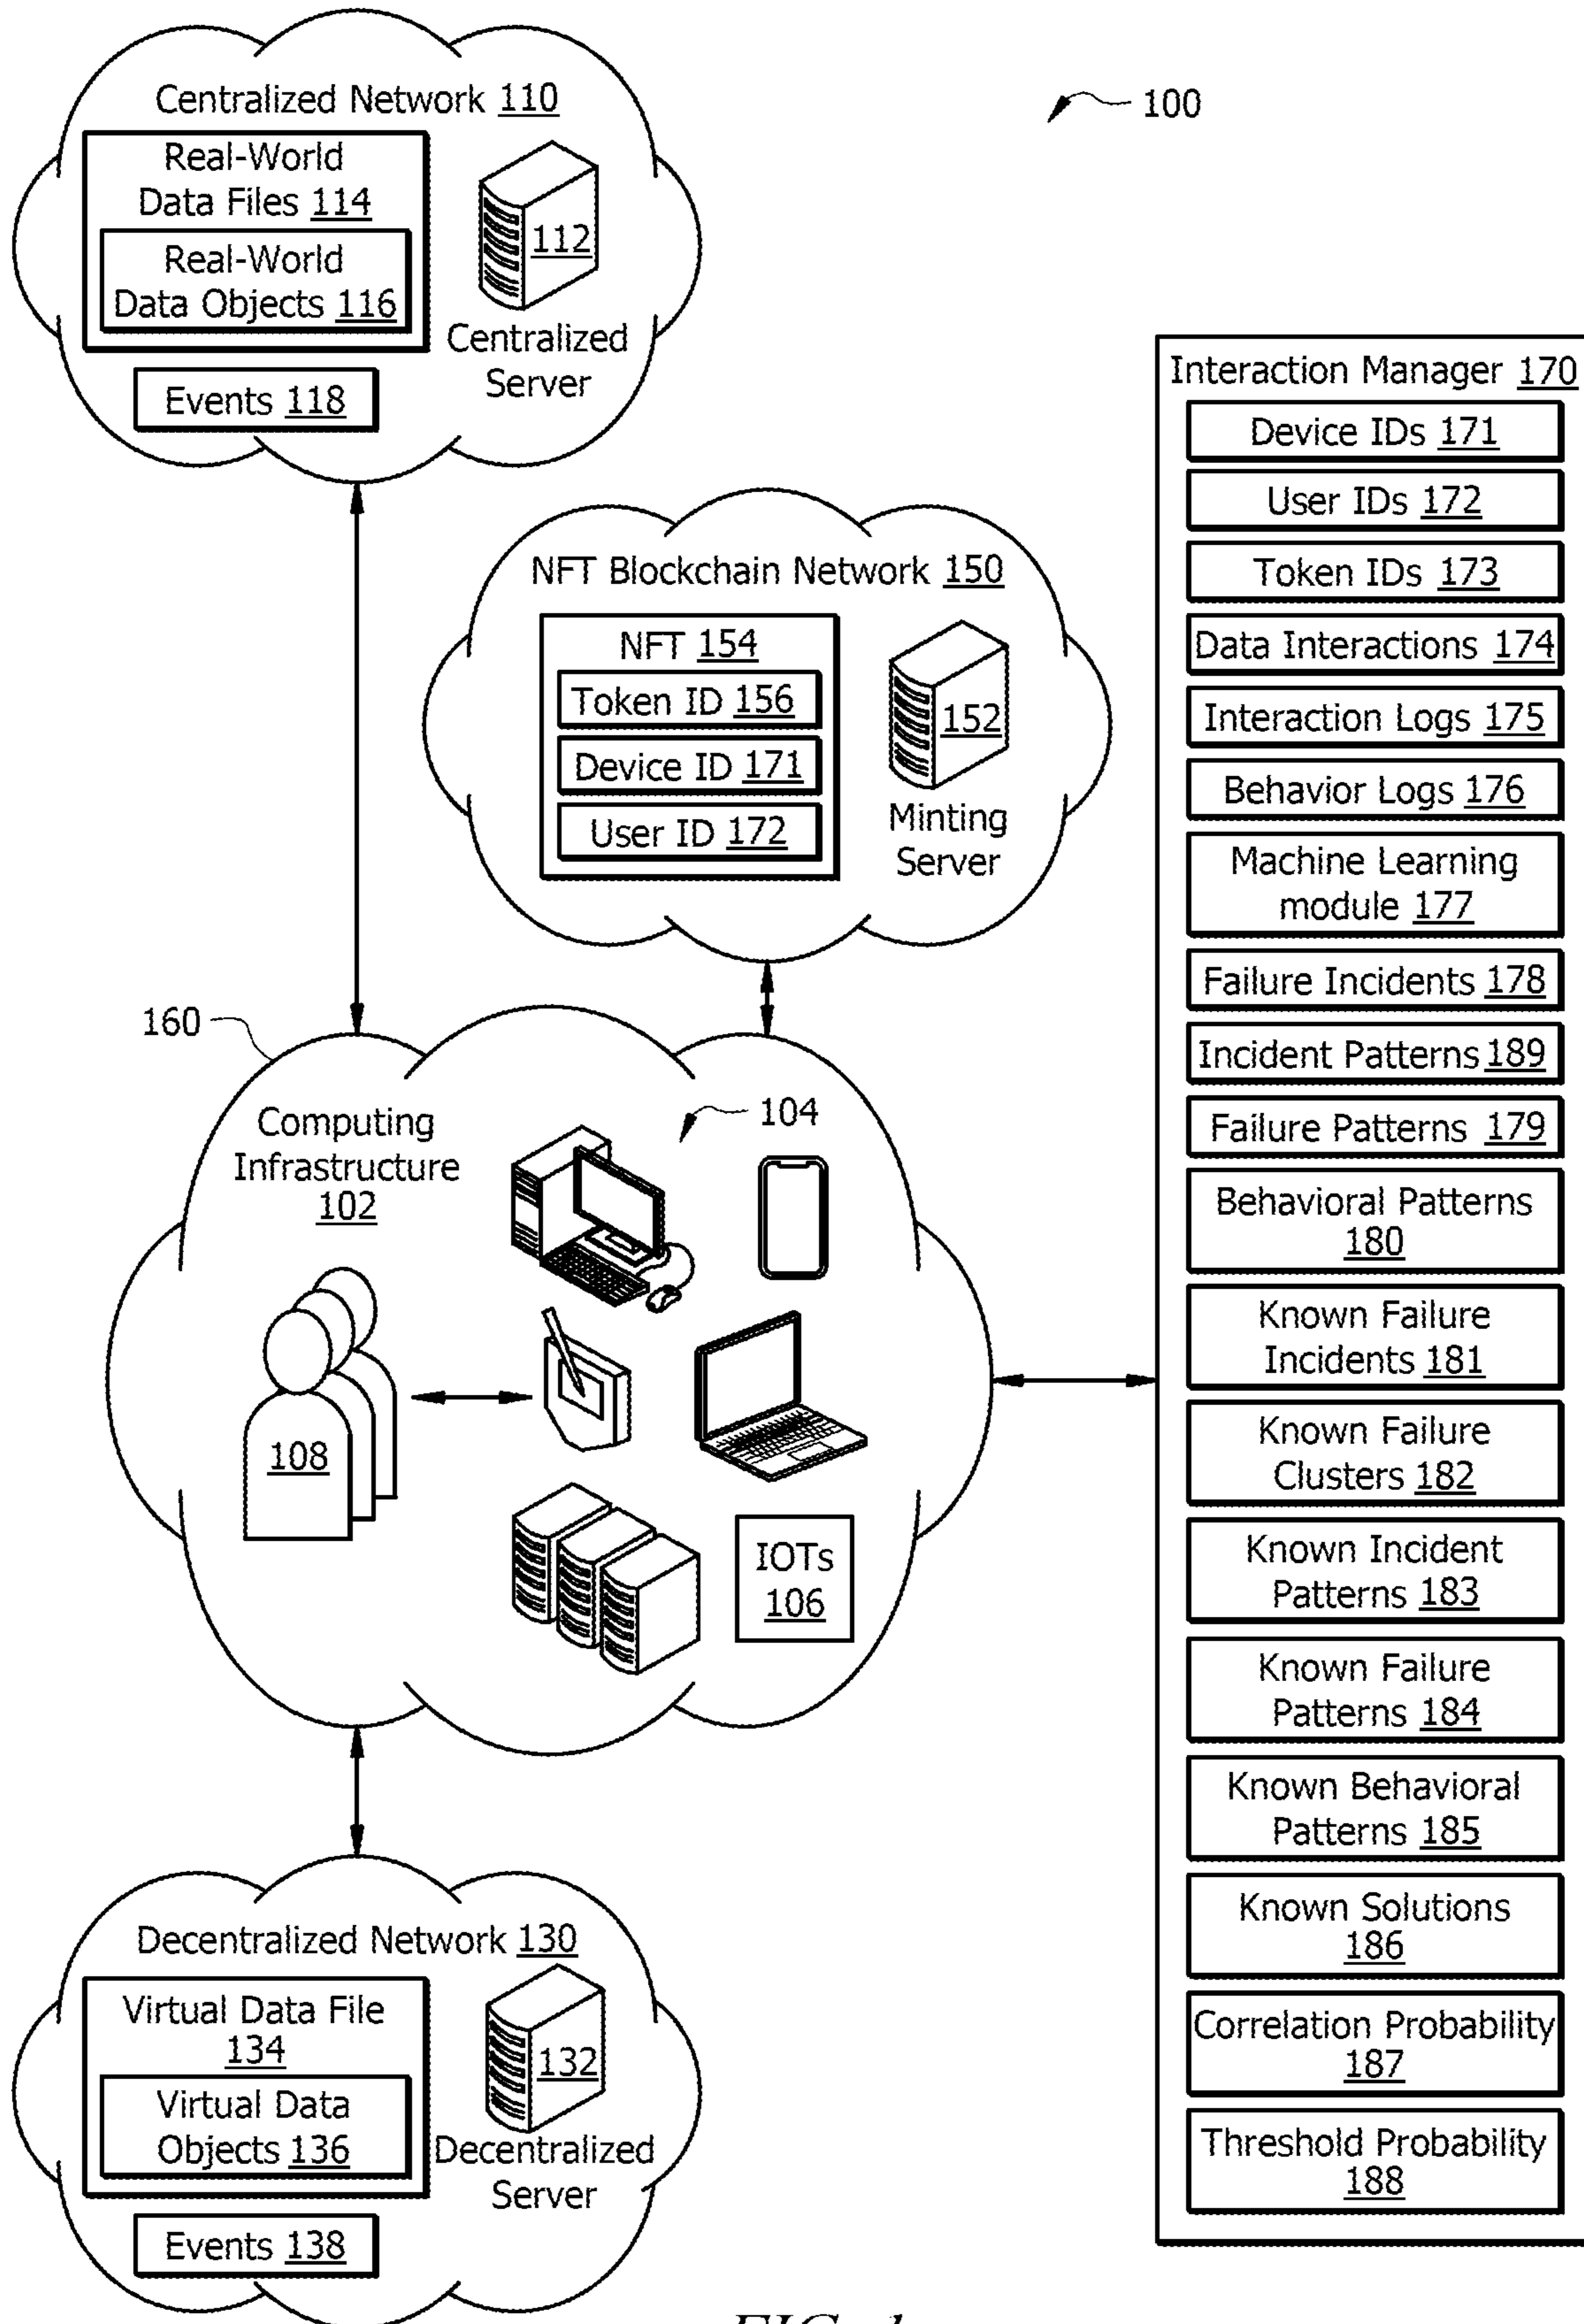 Centralized Network 110
100
Real-World
Data Files 114
Real-World
Data Objects 116
112
Centralized
Server
Events 118
NFT Blockchain Network 150
NFT 154
Token ID 156
Device ID 171
User ID 172
152
Minting
Server
160
Computing
Infrastructure
102
104
108
IOTs
106
Decentralized Network 130
Virtual Data File
134
Virtual Data
Objects 136
132
Decentralized
Server
Events 138
Interaction Manager 170
Device IDs 171
User IDs 172
Token IDs 173
Data Interactions 174
Interaction Logs 175
Behavior Logs 176
Machine Learning
module 177
Failure Incidents 178
Incident Patterns 189
Failure Patterns 179
Behavioral Patterns
180
Known Failure
Incidents 181
Known Failure
Clusters 182
Known Incident
Patterns 183
Known Failure
Patterns 184
Known Behavioral
Patterns 185
Known Solutions
186
Correlation Probability
187
Threshold Probability
188